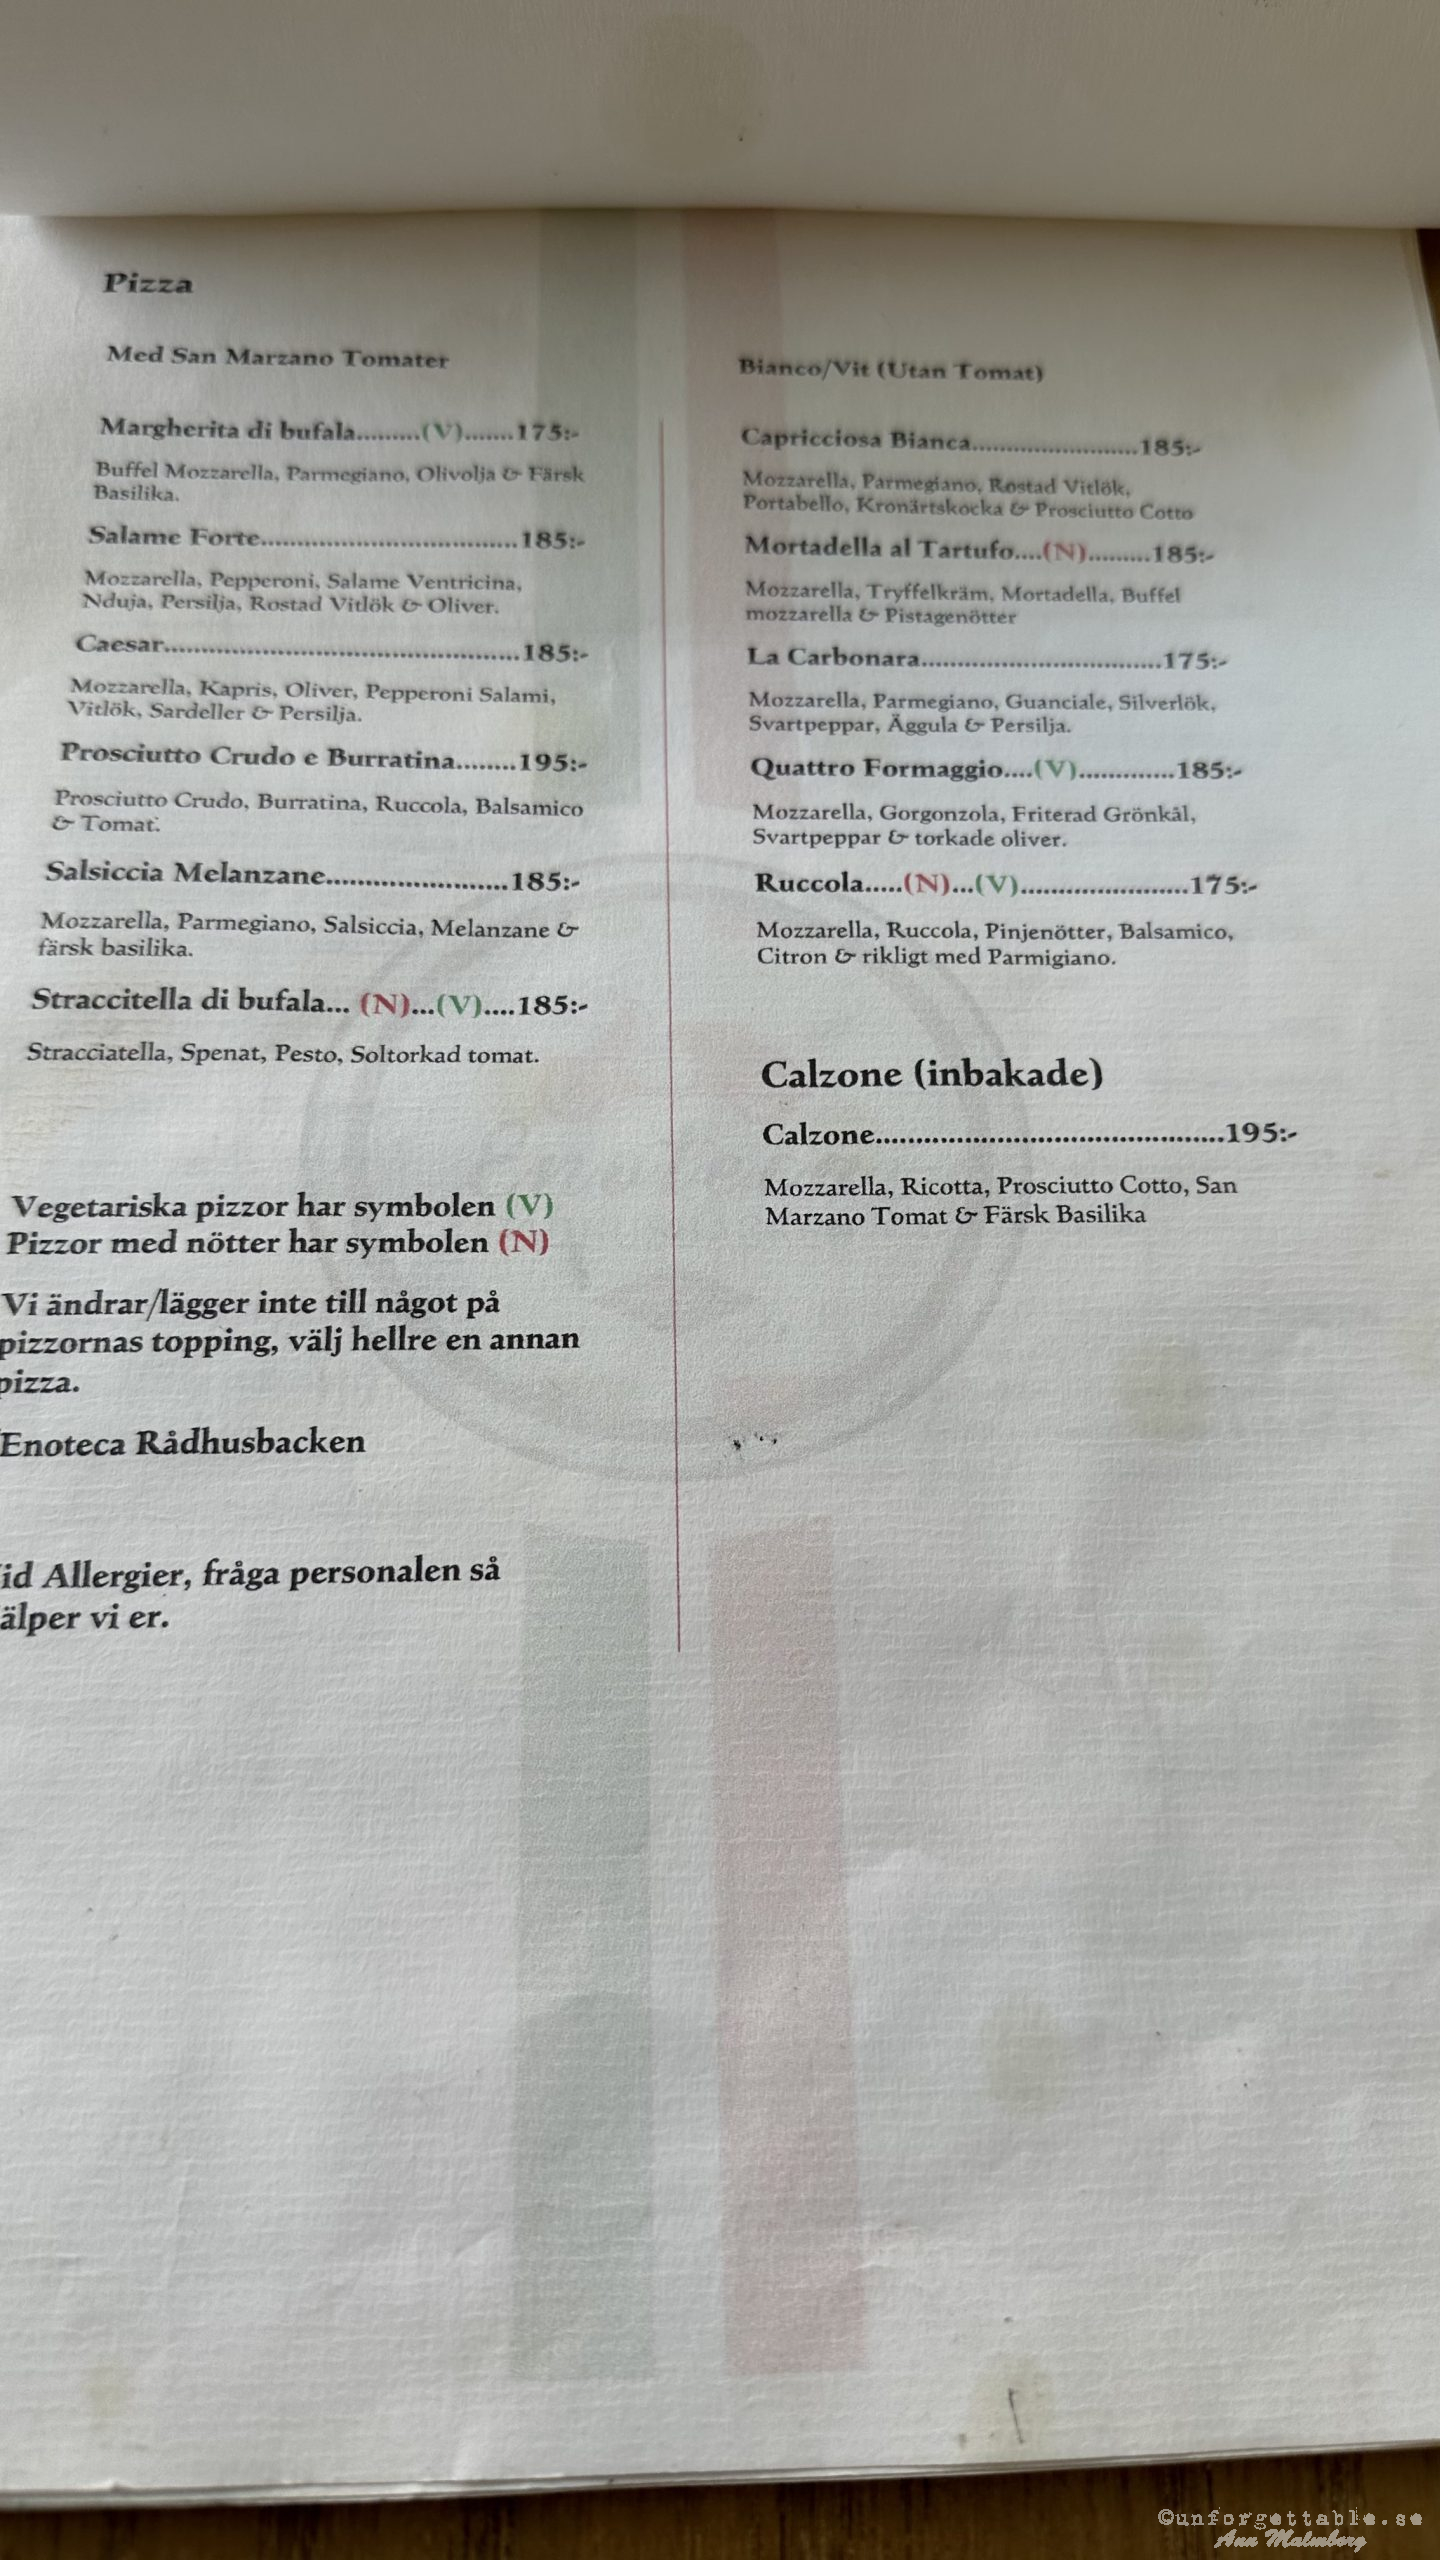 Pizza
Med San Marzano Tomater
Margherita di bufala.........(V).......175:-
Buffel Mozzarella, Parmegiano, Olivolja & Färsk
Basilika.
Salame Forte...................................185:-
Mozzarella, Pepperoni, Salame Ventricina,
Nduja, Persilja, Rostad Vitlök & Oliver.
Caesar................................................185:-
Mozzarella, Kapris, Oliver, Pepperoni Salami,
Vitlök, Sardeller & Persilja.
Prosciutto Crudo e Burratina........195:-
Prosciutto Crudo, Burratina, Ruccola, Balsamico
& Tomat.
Salsiccia Melanzane.......................185:-
Mozzarella, Parmegiano, Salsiccia, Melanzane &
färsk basilika.
Straccitella di bufala... (N)...(V)....185:-
Stracciatella, Spenat, Pesto, Soltorkad tomat.
Vegetariska pizzor har symbolen (V)
Pizzor med nötter har symbolen (N)
Vi ändrar/lägger inte till något på
pizzornas topping, välj hellre en annan
pizza.
Enoteca Rådhusbacken
id Allergier, fråga personalen så
älper vi er.
Bianco/Vit (Utan Tomat)
Capricciosa Bianca.........................185:-
Mozzarella, Parmegiano, Rostad Vitlök,
Portabello, Kronärtskocka & Prosciutto Cotto
Mortadella al Tartufo....(N).........185:-
Mozzarella, Tryffelkräm, Mortadella, Buffel
mozzarella & Pistagenötter
La Carbonara.................................175:-
Mozzarella, Parmegiano, Guanciale, Silverlök,
Svartpeppar, Äggula & Persilja.
Quattro Formaggio....(V).............185:-
Mozzarella, Gorgonzola, Friterad Grönkål,
Svartpeppar & torkade oliver.
Ruccola.....(N)...(V)......................175:-
Mozzarella, Ruccola, Pinjenötter, Balsamico,
Citron & rikligt med Parmigiano.
Calzone (inbakade)
Calzone...........................................195:-
Mozzarella, Ricotta, Prosciutto Cotto, San
Marzano Tomat & Färsk Basilika
©unforgettable.se
Ann Malmberg